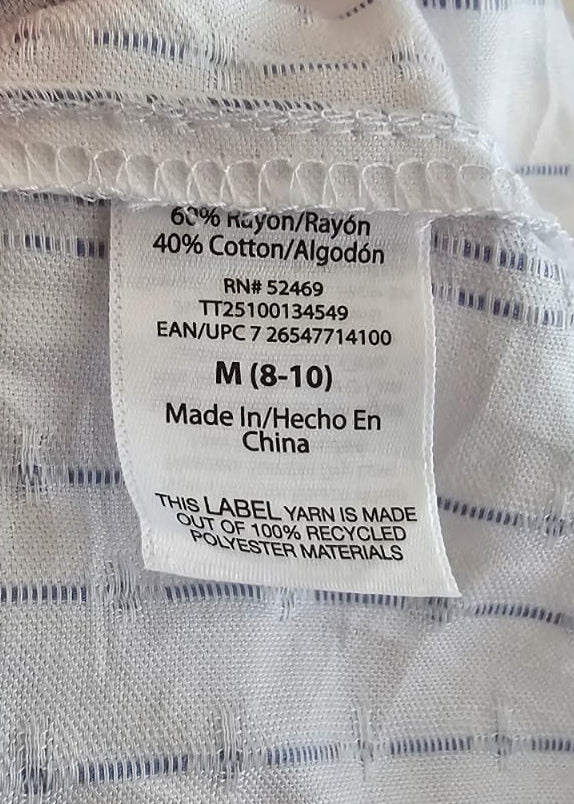 60% Rayon/Rayón
40% Cotton/Algodón
RN# 52469
TT25100134549
EAN/UPC 7 26547714100
M (8-10)
Made In/Hecho En
China
THIS LABEL YARN IS MADE
OUT OF 100% RECYCLED
POLYESTER MATERIALS